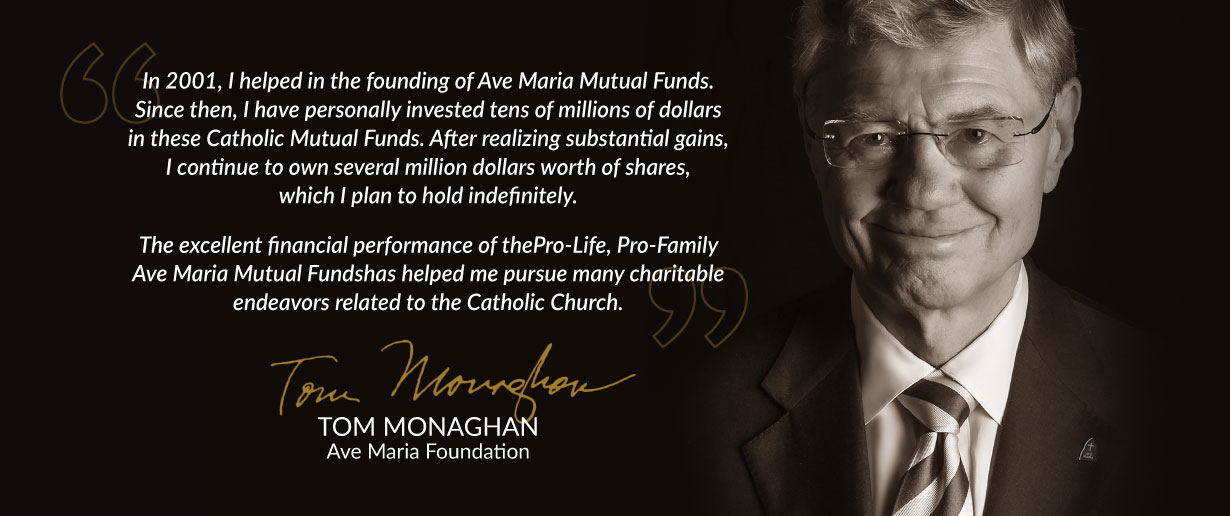 “
In 2001, I helped in the founding of Ave Maria Mutual Funds.
Since then, I have personally invested tens of millions of dollars
in these Catholic Mutual Funds. After realizing substantial gains,
I continue to own several million dollars worth of shares,
which I plan to hold indefinitely.
The excellent financial performance of thePro-Life, Pro-Family
Ave Maria Mutual Fundshas helped me pursue many charitable
endeavors related to the Catholic Church.
”
Tom Monaghan
TOM MONAGHAN
Ave Maria Foundation